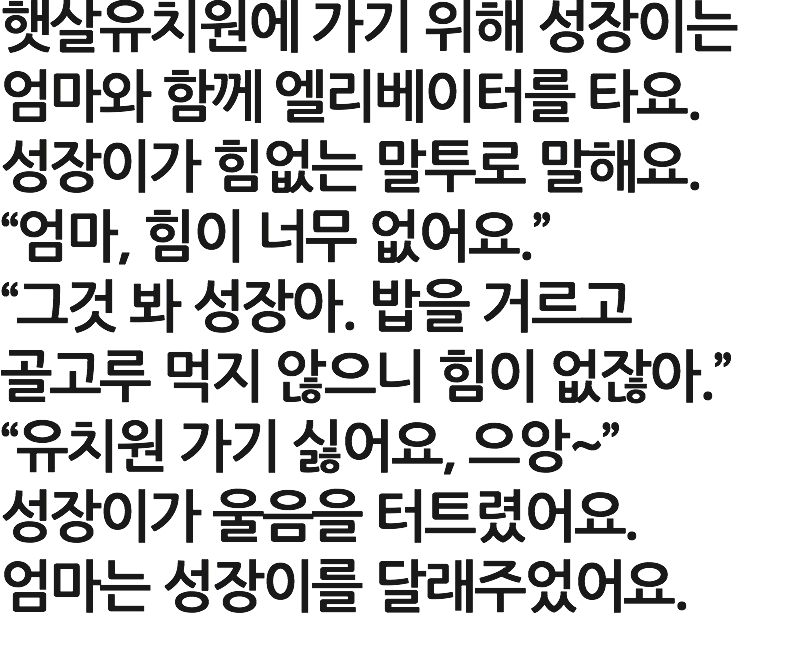 햇살유치원에 가기 위해 성장이는
엄마와 함께 엘리베이터를 타요.
성장이가 힘없는 말투로 말해요.
“엄마, 힘이 너무 없어요.”
“그것 봐 성장아. 밥을 거르고
골고루 먹지 않으니 힘이 없잖아.”
“유치원 가기 싫어요, 으앙~”
성장이가 울음을 터트렸어요.
엄마는 성장이를 달래주었어요.